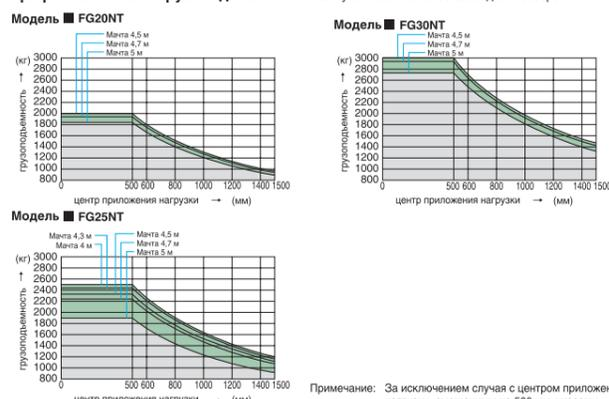 Модель ■ FG20NT
Мачта 4,5 м
Мачта 4,7 м
Мачта 5 м
(кг)
3000
2800
2600
2400
2200
2000
1800
1600
1400
1200
1000
800
грузоподъемность →
0 500 600 800 1000 1200 1400 1500
центр приложения нагрузки → (мм)
Модель ■ FG30NT
Мачта 4,5 м
Мачта 4,7 м
Мачта 5 м
(кг)
3000
2800
2600
2400
2200
2000
1800
1600
1400
1200
1000
800
грузоподъемность →
0 500 600 800 1000 1200 1400 1500
центр приложения нагрузки → (мм)
Модель ■ FG25NT
Мачта 4,3 м
Мачта 4 м
Мачта 4,5 м
Мачта 4,7 м
Мачта 5 м
(кг)
3000
2800
2600
2400
2200
2000
1800
1600
1400
1200
1000
800
грузоподъемность →
0 500 600 800 1000 1200 1400 1500
центр приложения нагрузки → (мм)
Примечание: За исключением случая с центром приложен